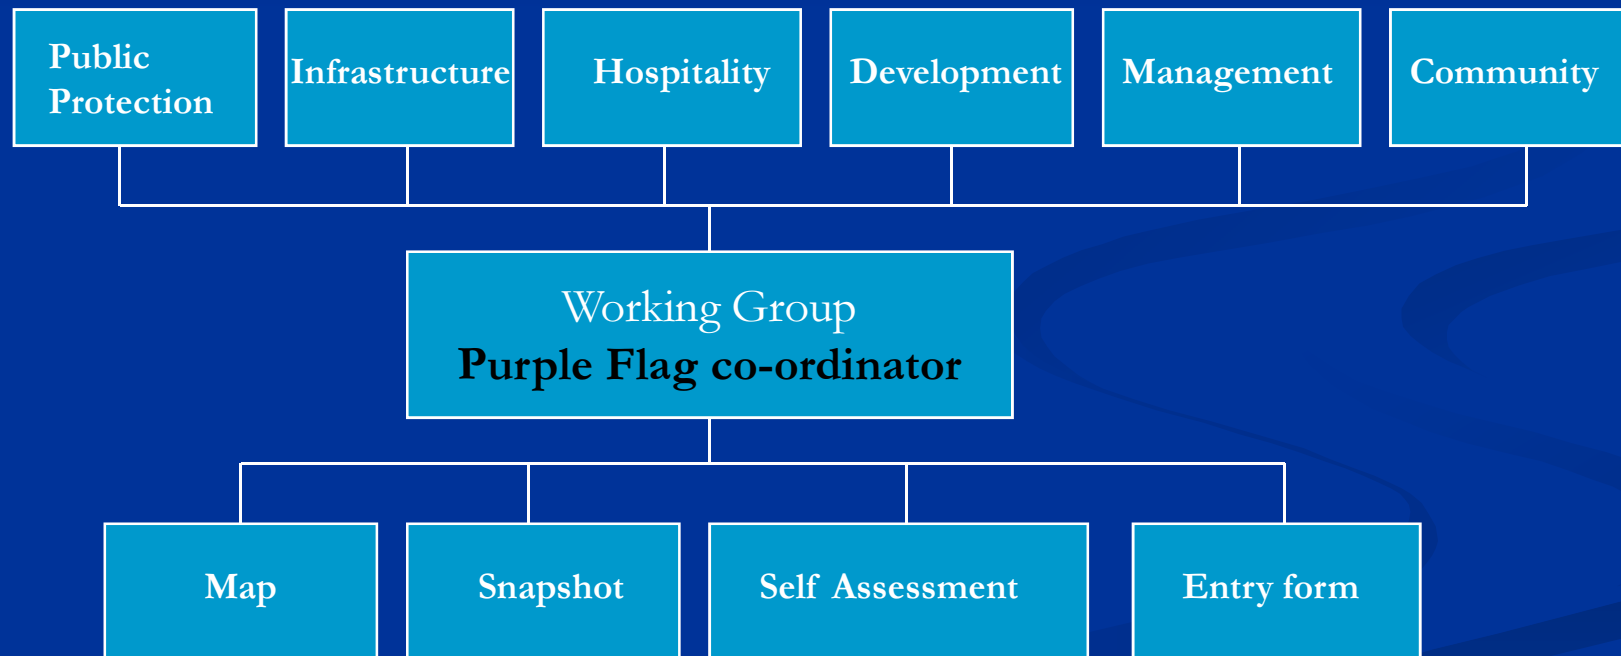 Public
Protection
Infrastructure
Hospitality
Development
Management
Community
Working Group
Purple Flag co-ordinator
Map
Snapshot
Self Assessment
Entry form